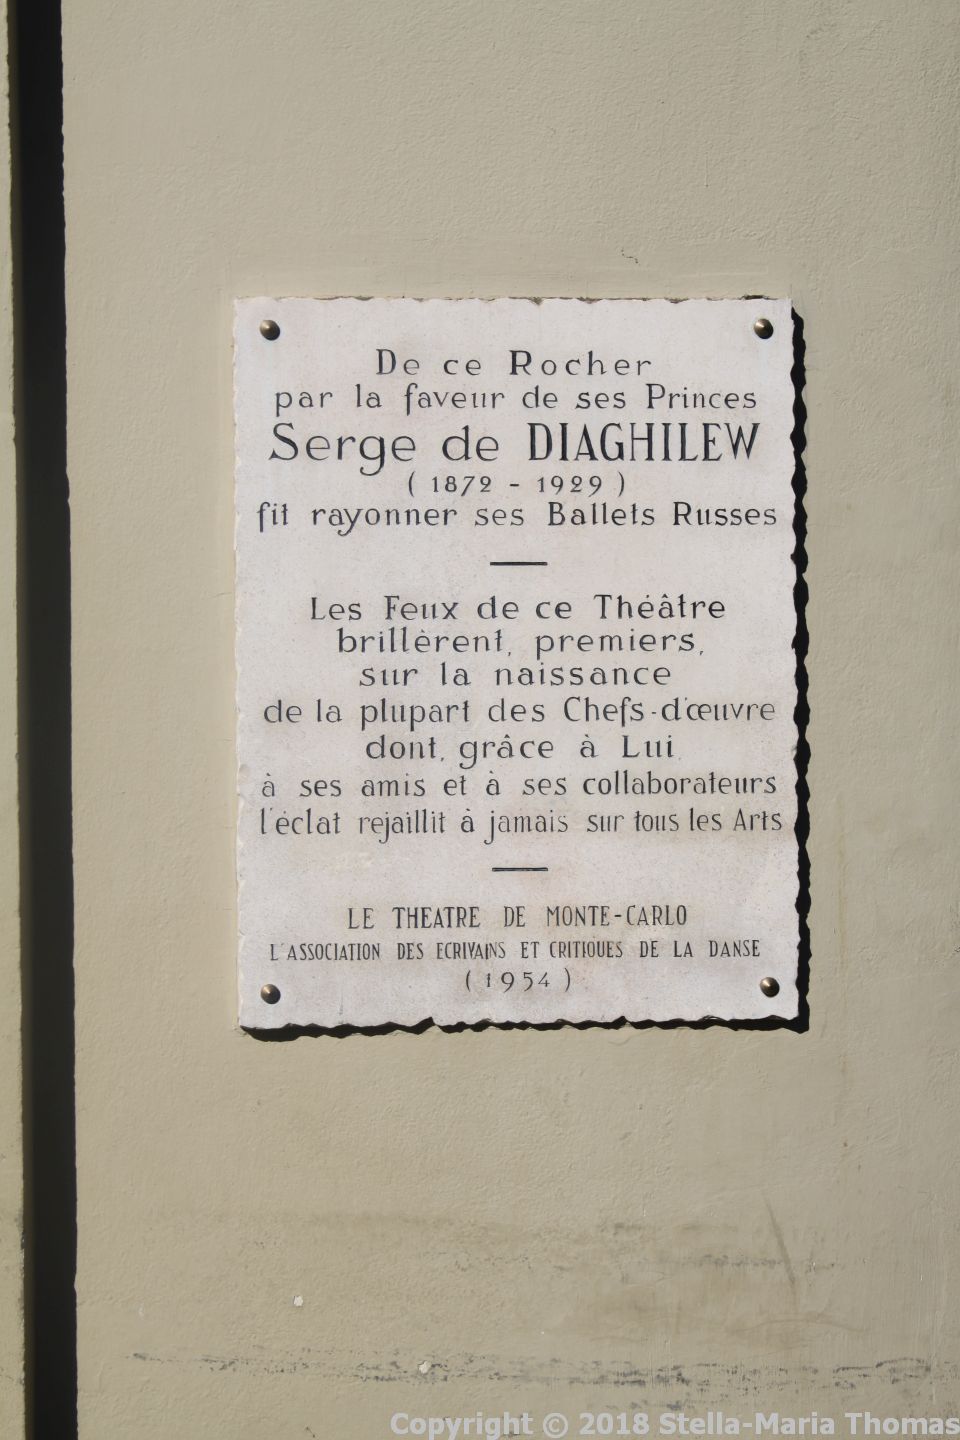 De ce Rocher
par la faveur de ses Princes
Serge de DIAGHILEW
( 1872 - 1929 )
fit rayonner ses Ballets Russes
Les Feux de ce Théâtre
brillèrent, premiers,
sur la naissance
de la plupart des Chefs-d'œuvre
dont, grâce à Lui,
à ses amis et à ses collaborateurs
l'éclat rejaillit à jamais sur tous les Arts
LE THEATRE DE MONTE-CARLO
L'ASSOCIATION DES ECRIVAINS ET CRITIQUES DE LA DANSE
( 1954 )
Copyright © 2018 Stella-Maria Thomas